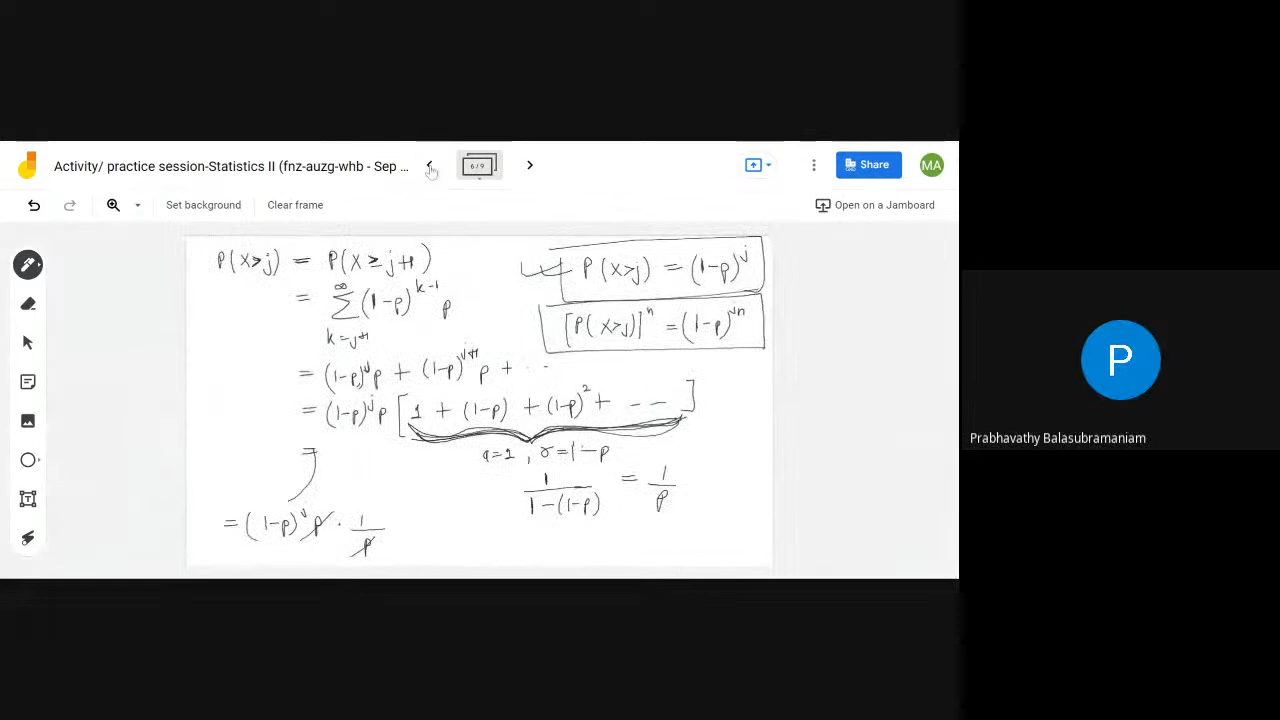 Activity/ practice session-Statistics II (fnz-auzg-whb - Sep ...
6/9
Share
MA
Set background
Clear frame
Open on a Jamboard
P(X>j) = P(X ≥ j+1)
= ∑_{k=j+1}^{∞} (1-p)^{k-1} p
= (1-p)^j p + (1-p)^{j+1} p + ...
= (1-p)^j p [1 + (1-p) + (1-p)^2 + -- ]
a=1, r=1-p
1/(1-(1-p)) = 1/p
= (1-p)^j p · 1/p
P(X>j) = (1-p)^j
[P(X>j)]^n = (1-p)^{jn}
P
Prabhavathy Balasubramaniam